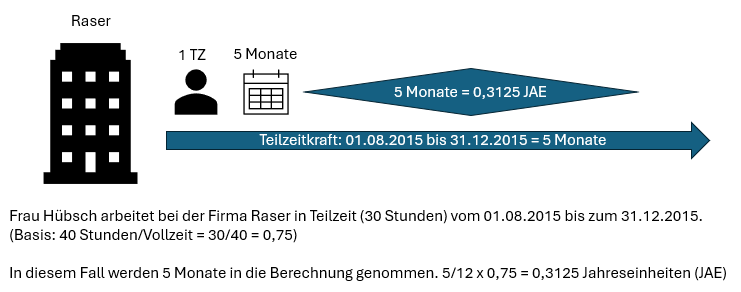 Raser
1 TZ
5 Monate
5 Monate = 0,3125 JAE
Teilzeitkraft: 01.08.2015 bis 31.12.2015 = 5 Monate
Frau Hübsch arbeitet bei der Firma Raser in Teilzeit (30 Stunden) vom 01.08.2015 bis zum 31.12.2015.
(Basis: 40 Stunden/Vollzeit = 30/40 = 0,75)
In diesem Fall werden 5 Monate in die Berechnung genommen. 5/12 x 0,75 = 0,3125 Jahreseinheiten (JAE)